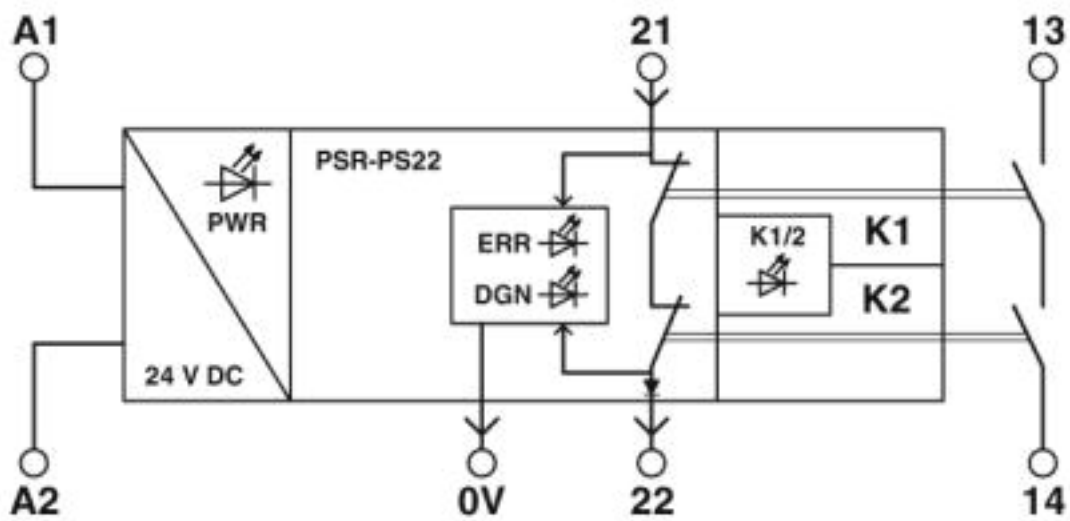 A1
21
13
PSR-PS22
PWR
ERR
K1/2
K1
DGN
K2
24 V DC
A2
0V
22
14